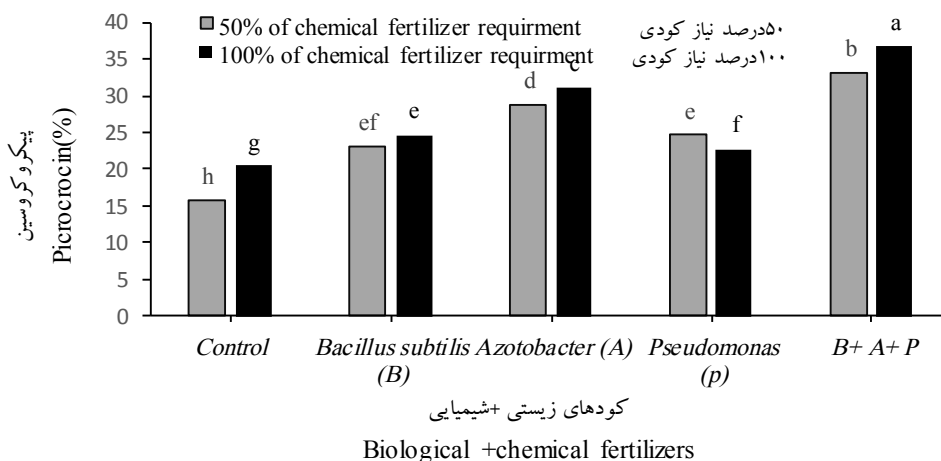 50% of chemical fertilizer requirment ۵۰درصد نیاز کودی
100% of chemical fertilizer requirment ۱۰۰درصد نیاز کودی
پیکروکروسین
Picrocrocin(%)
40
35
30
25
20
15
10
5
0
h g ef e d c e f b a
Control Bacillus subtilis (B) Azotobacter (A) Pseudomonas (p) B+ A+ P
کودهای زیستی +شیمیایی
Biological +chemical fertilizers